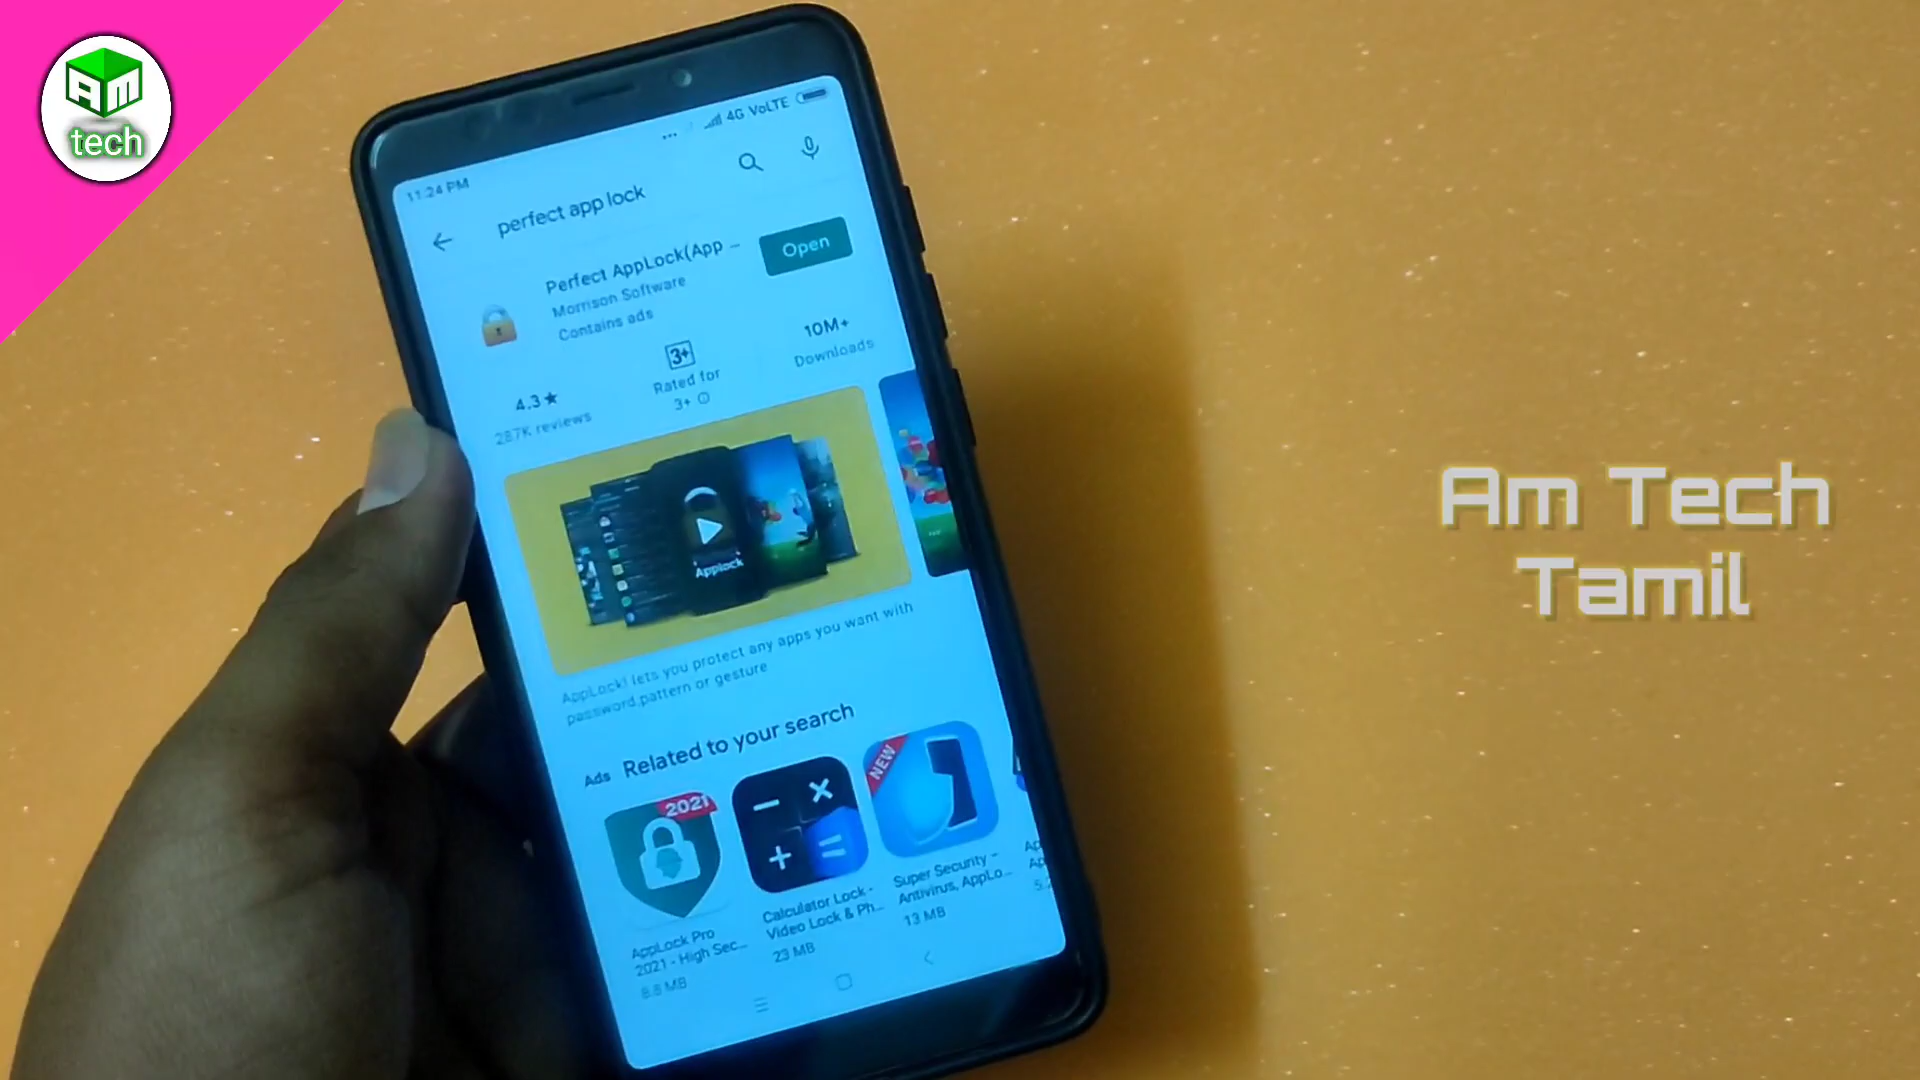 AM
tech
11:24 PM
4G VoLTE
perfect app lock
Perfect AppLock(App –
Morrison Software
Contains ads
Open
4.3★
287K reviews
3+
Rated for
3+
10M+
Downloads
Applock
AppLock! lets you protect any apps you want with
password,pattern or gesture
Ads Related to your search
2021
NEW
AppLock Pro
2021 - High Sec...
8.8 MB
Calculator Lock -
Video Lock & Ph...
23 MB
Super Security –
Antivirus, AppLo...
13 MB
Am Tech
Tamil